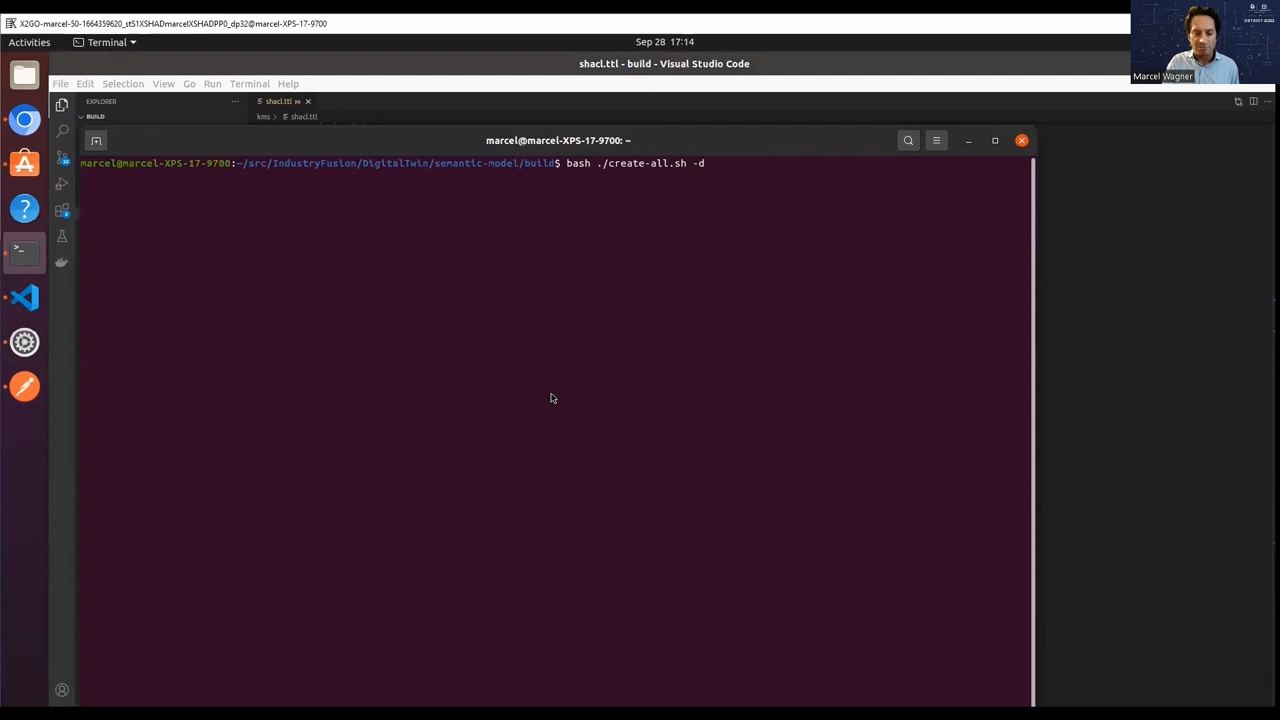 X2GO-marcel-50-1664359620_stS1XSHADmarcelXSHADPP0_dp32@marcel-XPS-17-9700
Activities
Terminal
Sep 28 17:14
shacl.ttl - build - Visual Studio Code
File Edit Selection View Go Run Terminal Help
EXPLORER
shacl.ttl M
BUILD
kms > shacl.ttl
marcel@marcel-XPS-17-9700: ~
marcel@marcel-XPS-17-9700:~/src/IndustryFusion/DigitalTwin/semantic-model/build$ bash ./create-all.sh -d
Marcel Wagner